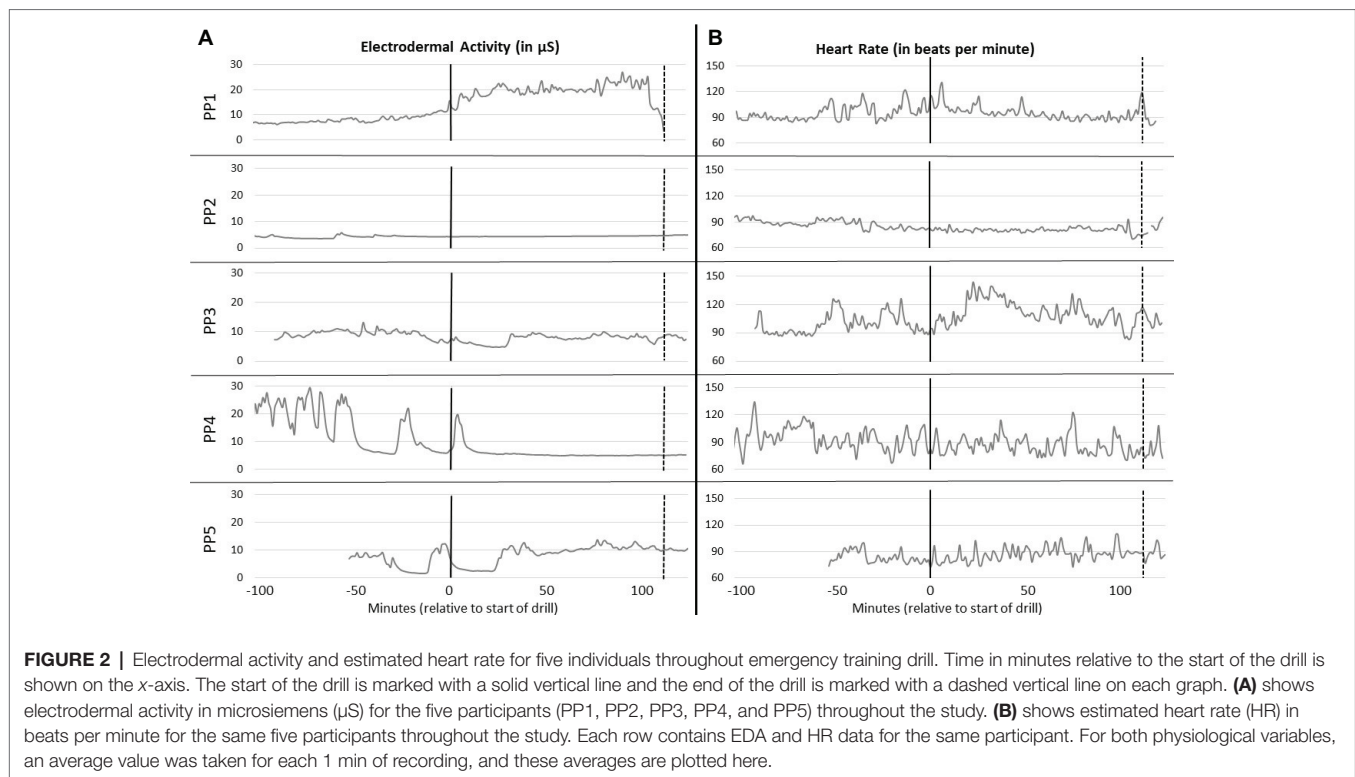 A
Electrodermal Activity (in µS)
B
Heart Rate (in beats per minute)
PP1
30
20
10
0
150
120
90
60
PP2
30
20
10
0
150
90
60
PP3
30
20
10
0
150
120
90
60
PP4
30
20
10
0
150
120
90
60
PP5
30
20
10
0
150
120
90
60
-100 -50 0 50 100
Minutes (relative to start of drill)
-100 -50 0 50 100
Minutes (relative to start of drill)
FIGURE 2 | Electrodermal activity and estimated heart rate for five individuals throughout emergency training drill. Time in minutes relative to the start of the drill is
shown on the x-axis. The start of the drill is marked with a solid vertical line and the end of the drill is marked with a dashed vertical line on each graph. (A) shows
electrodermal activity in microsiemens (µS) for the five participants (PP1, PP2, PP3, PP4, and PP5) throughout the study. (B) shows estimated heart rate (HR) in
beats per minute for the same five participants throughout the study. Each row contains EDA and HR data for the same participant. For both physiological variables,
an average value was taken for each 1 min of recording, and these averages are plotted here.